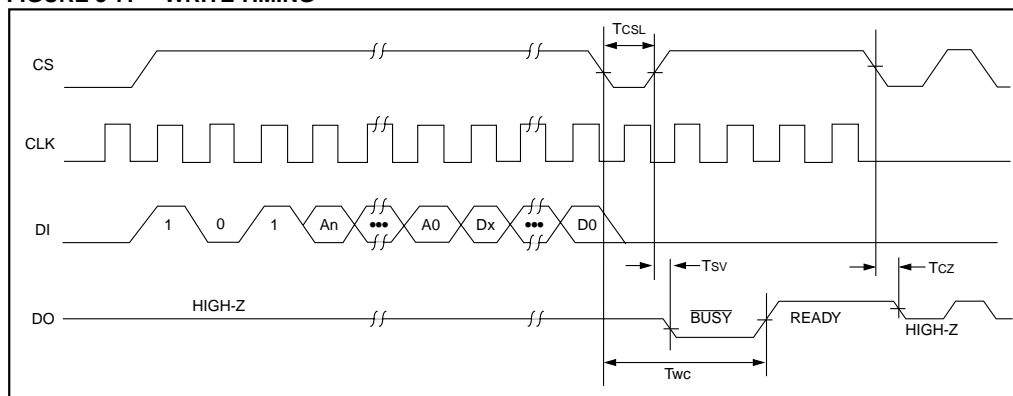 FIGURE 3-7: WRITE TIMING
TCSL
CS
CLK
DI
1 0 1 An ••• A0 Dx ••• D0
TSV
TCZ
DO
HIGH-Z
BUSY
READY
HIGH-Z
TWC